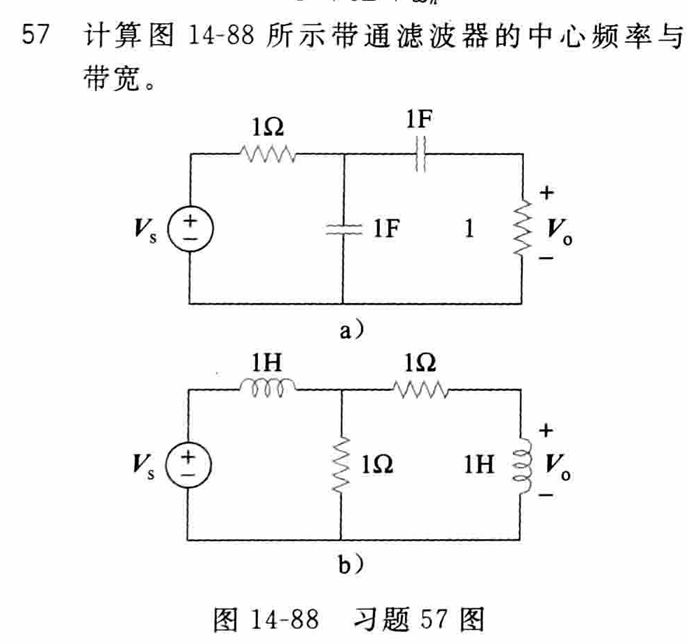 57 计算图 14-88 所示带通滤波器的中心频率与
带宽。
1Ω
1F
+
Vs
+
−
1F
1
Vo
−
a)
1H
1Ω
+
Vs
+
−
1Ω
1H
Vo
−
b)
图 14-88 习题 57 图